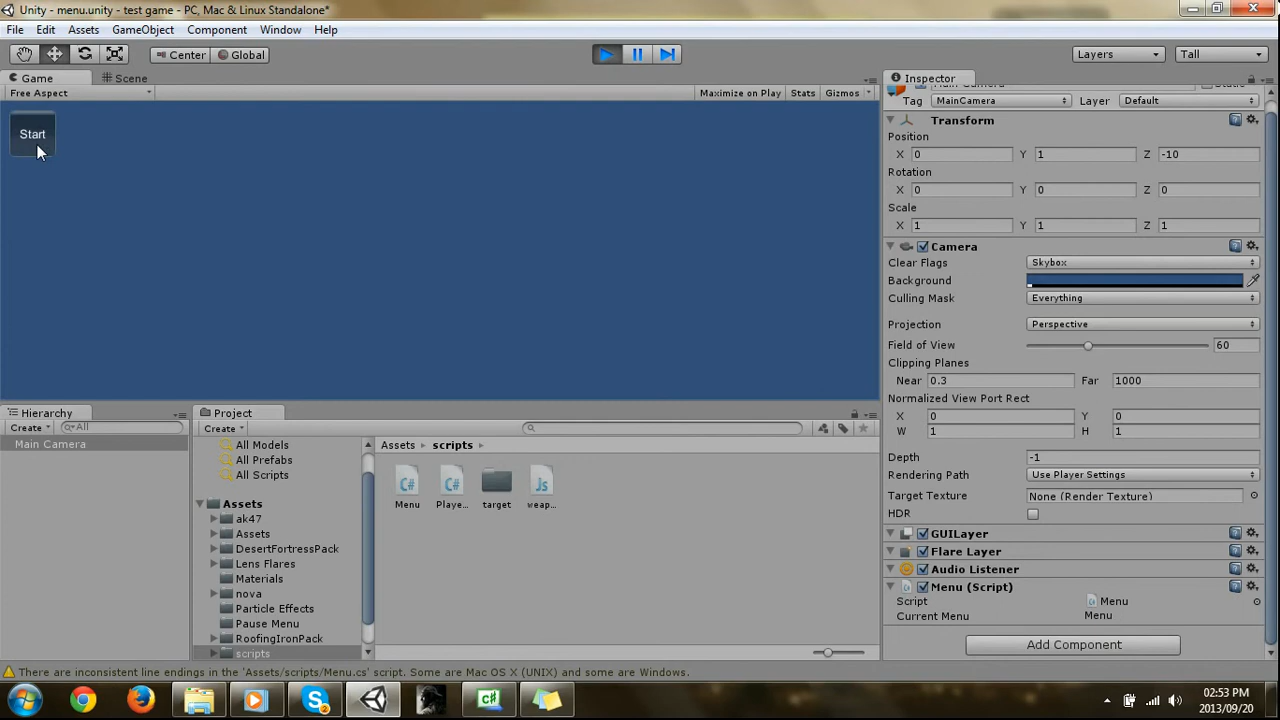 Unity - menu.unity - test game - PC, Mac & Linux Standalone*
File Edit Assets GameObject Component Window Help
Center Global Layers Tall
Game Scene Inspector
Free Aspect Maximize on Play Stats Gizmos
Tag MainCamera Layer Default
Transform
Position
X 0 Y 1 Z -10
Rotation
X 0 Y 0 Z 0
Scale
X 1 Y 1 Z 1
Camera
Clear Flags Skybox
Background
Culling Mask Everything
Projection Perspective
Field of View 60
Clipping Planes
Near 0.3 Far 1000
Normalized View Port Rect
X 0 Y 0
W 1 H 1
Depth -1
Rendering Path Use Player Settings
Target Texture None (Render Texture)
HDR
GUILayer
Flare Layer
Audio Listener
Menu (Script)
Script Menu
Current Menu Menu
Add Component
Start
Hierarchy
Create All
Main Camera
Project
Create
All Models
All Prefabs
All Scripts
Assets
ak47
Assets
DesertFortressPack
Lens Flares
Materials
nova
Particle Effects
Pause Menu
RoofingIronPack
scripts
Assets scripts
C# C# Js
Menu Playe... target weap...
There are inconsistent line endings in the 'Assets/scripts/Menu.cs' script. Some are Mac OS X (UNIX) and some are Windows.
02:53 PM
2013/09/20